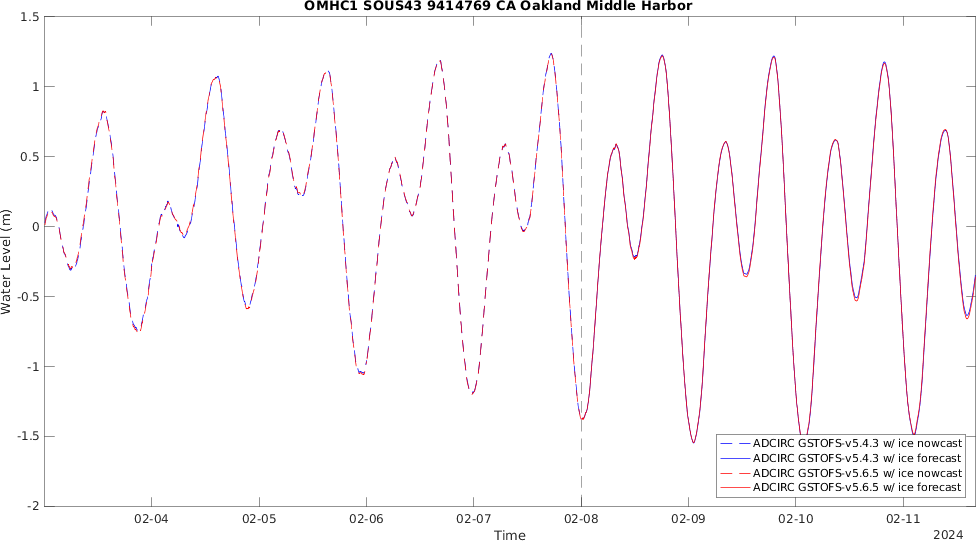 OMHC1 SOUS43 9414769 CA Oakland Middle Harbor
1.5
1
0.5
0
-0.5
-1
-1.5
-2
Water Level (m)
02-04 02-05 02-06 02-07 02-08 02-09 02-10 02-11
Time
2024
ADCIRC GSTOFS-v5.4.3 w/ ice nowcast
ADCIRC GSTOFS-v5.4.3 w/ ice forecast
ADCIRC GSTOFS-v5.6.5 w/ ice nowcast
ADCIRC GSTOFS-v5.6.5 w/ ice forecast